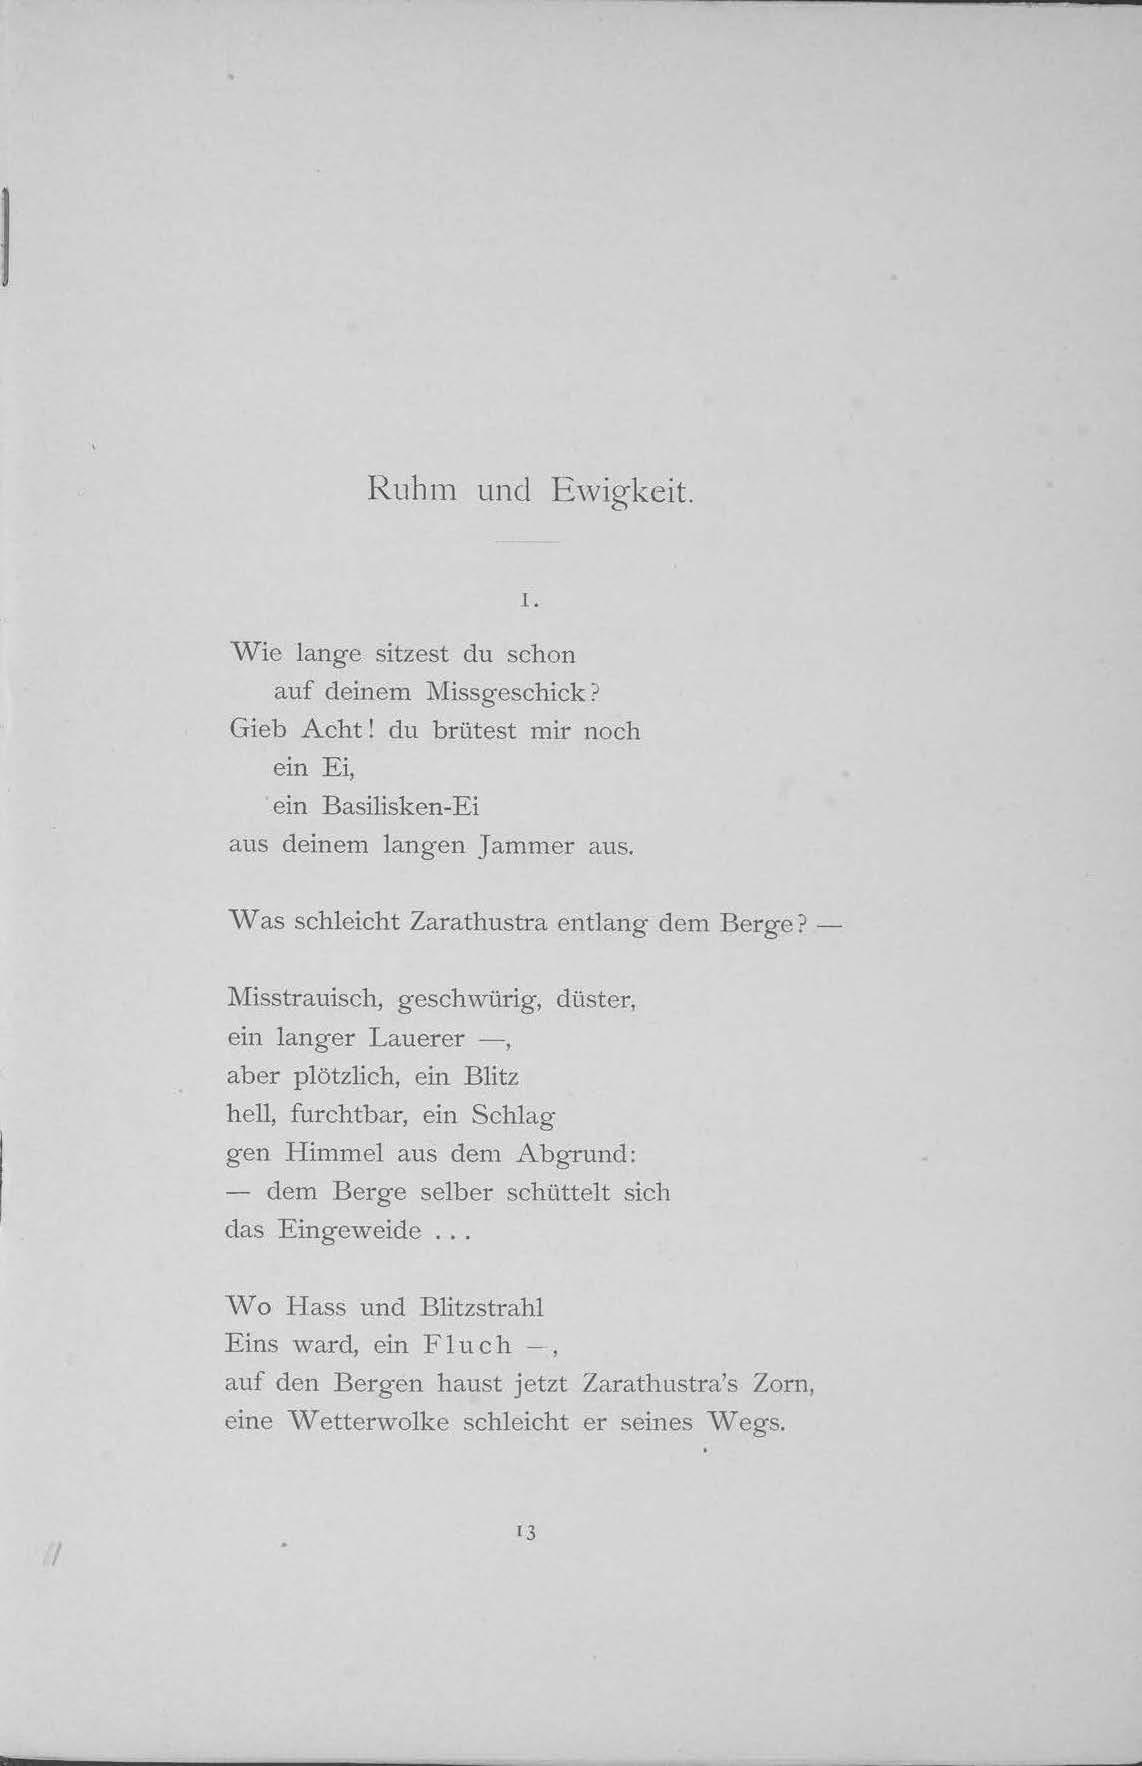 Ruhm und Ewigkeit.
1.
Wie lange sitzest du schon
auf deinem Missgeschick?
Gieb Acht! du brütest mir noch
ein Ei,
ein Basilisken-Ei
aus deinem langen Jammer aus.
Was schleicht Zarathustra entlang dem Berge? —
Misstrauisch, geschwürig, düster,
ein langer Lauerer —,
aber plötzlich, ein Blitz
hell, furchtbar, ein Schlag
gen Himmel aus dem Abgrund:
— dem Berge selber schüttelt sich
das Eingeweide . . .
Wo Hass und Blitzstrahl
Eins ward, ein Fluch —,
auf den Bergen haust jetzt Zarathustra's Zorn,
eine Wetterwolke schleicht er seines Wegs.
13